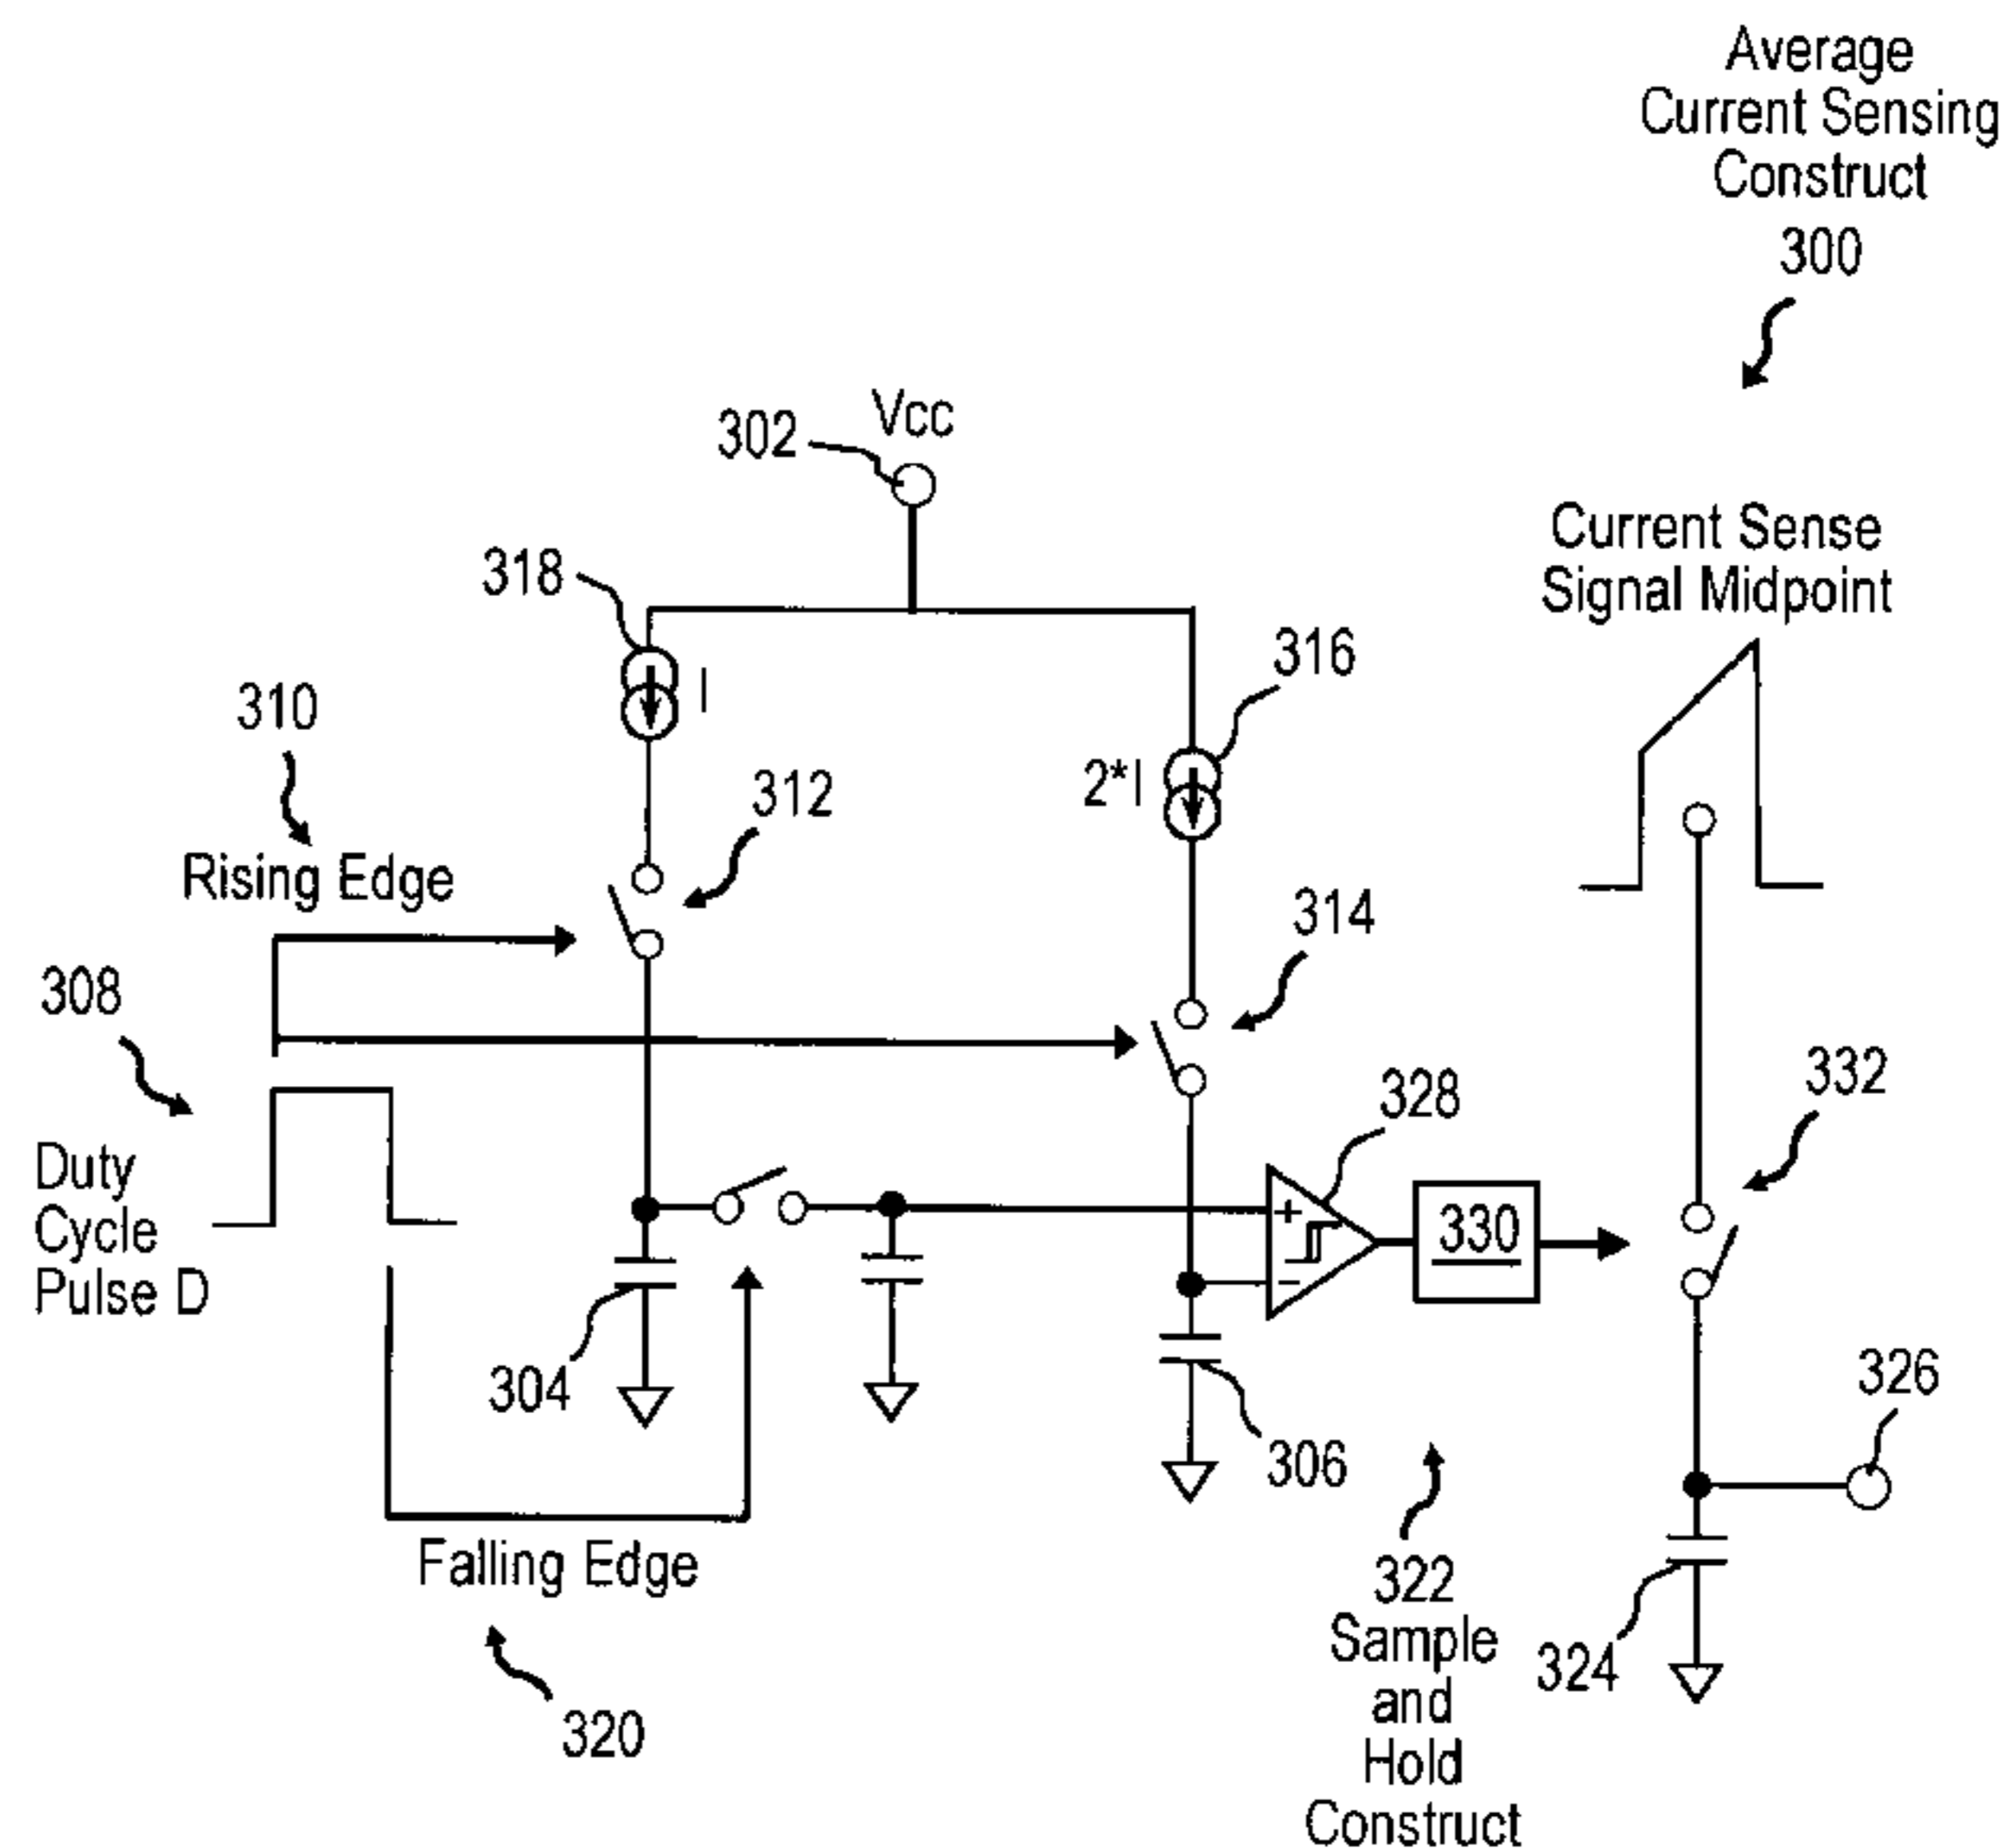 Average
Current Sensing
Construct
300
Vcc
302
Current Sense
Signal Midpoint
318
I
316
2*I
310
Rising Edge
312
314
308
Duty
Cycle
Pulse D
332
328
+
-
330
304
306
326
Falling Edge
320
322
Sample
and
Hold
Construct
324